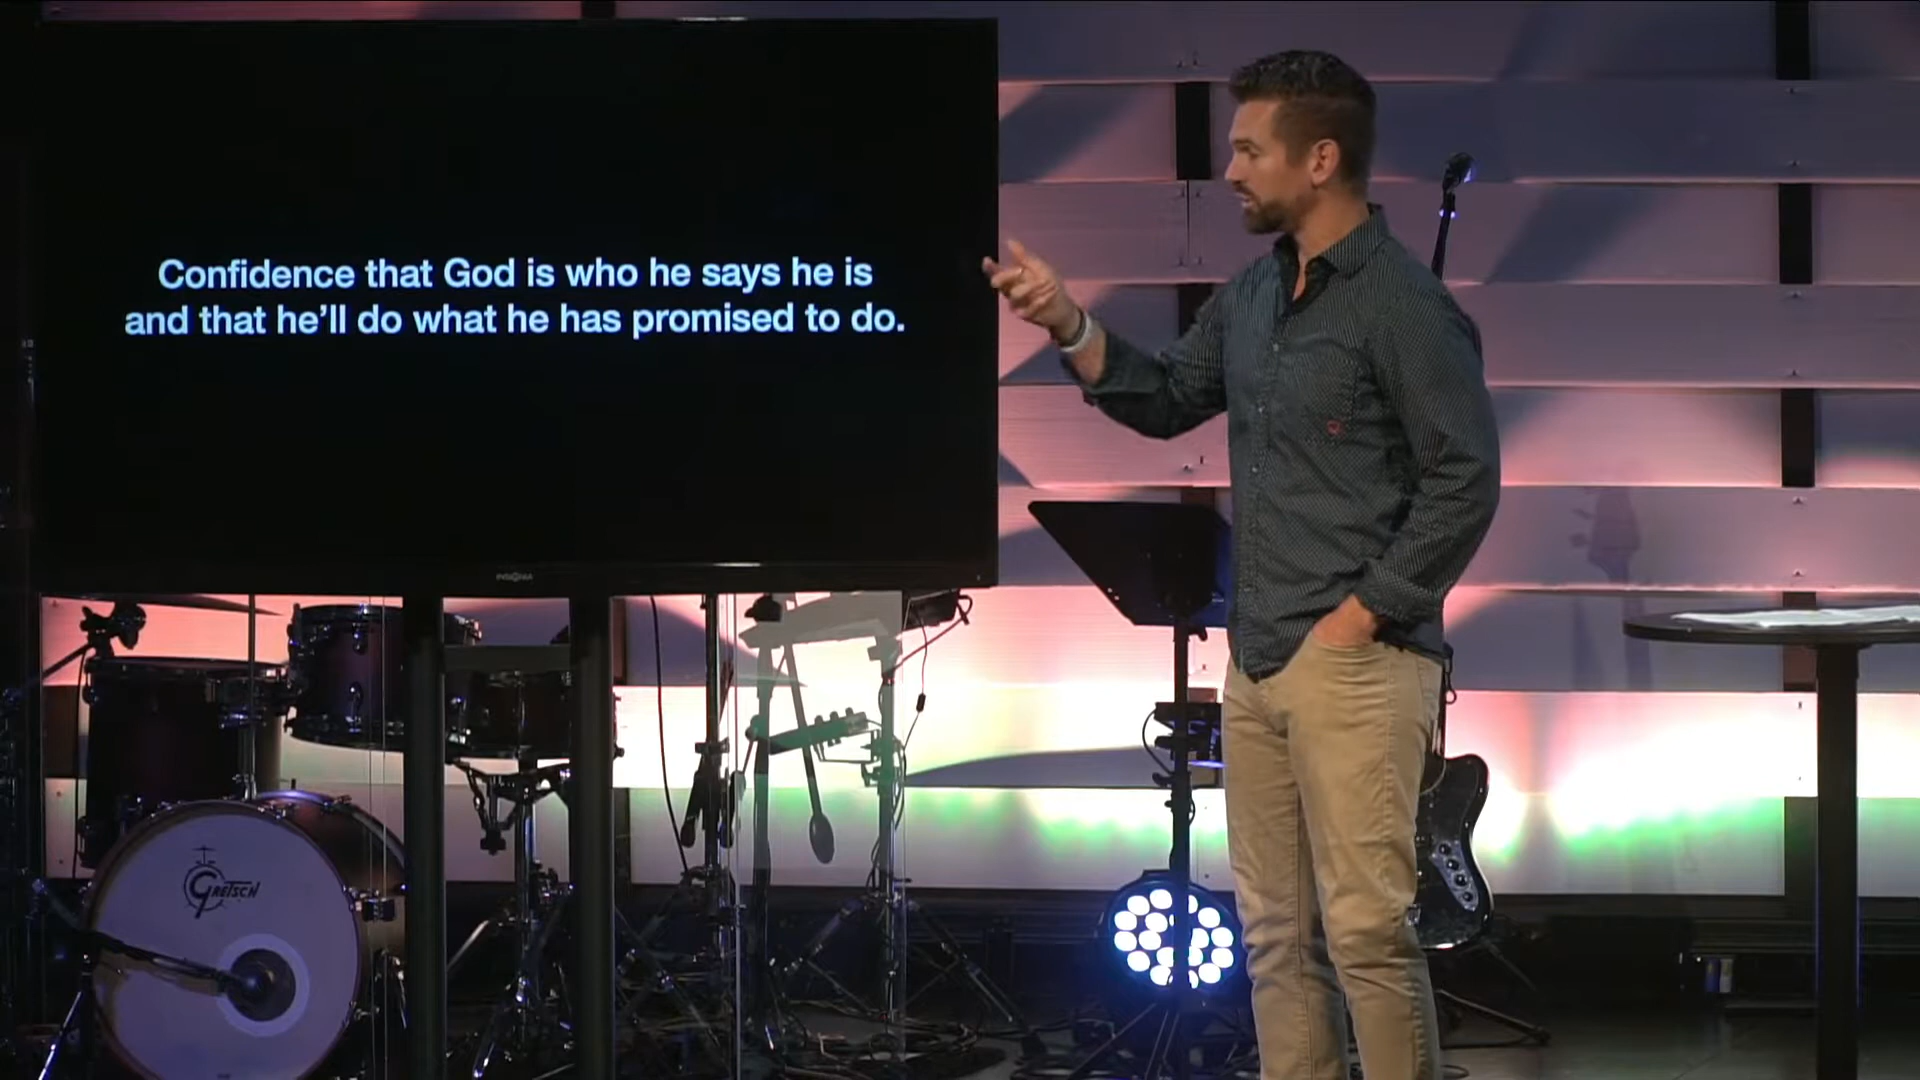 Confidence that God is who he says he is
and that he'll do what he has promised to do.
INSIGNIA
GRETSCH